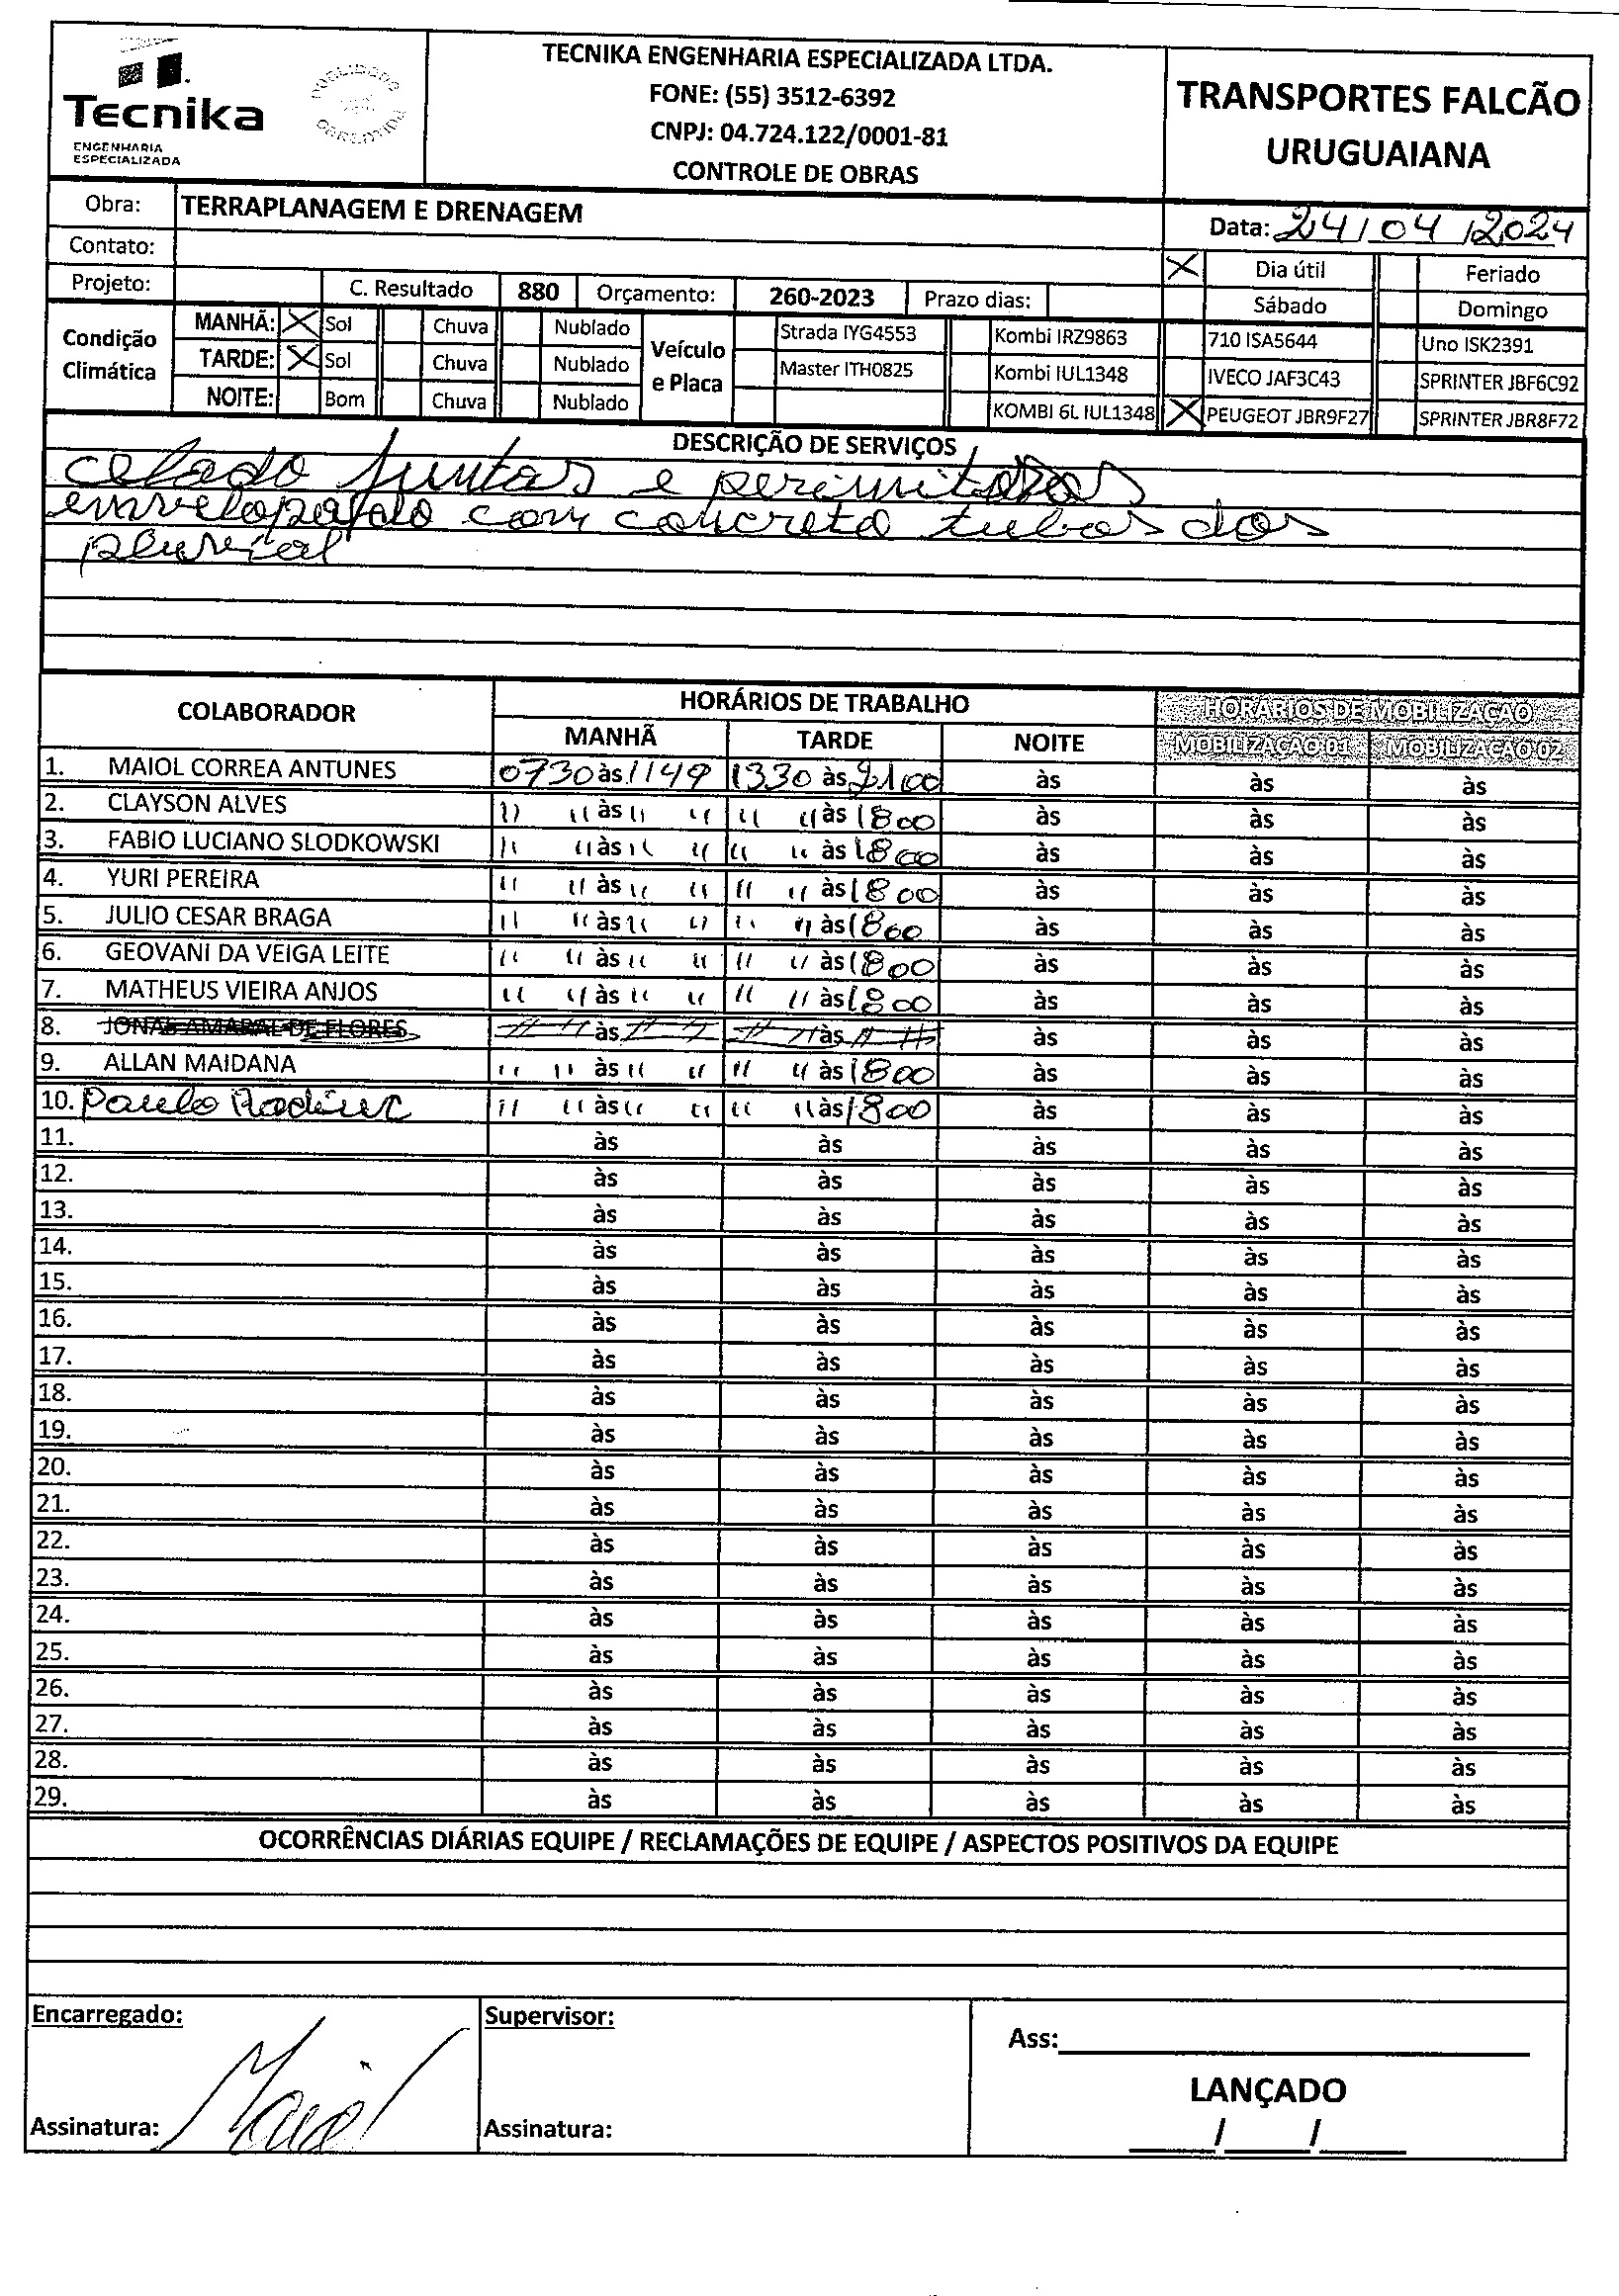 Tecnika
ENGENHARIA
ESPECIALIZADA
TECNIKA ENGENHARIA ESPECIALIZADA LTDA.
FONE: (55) 3512-6392
CNPJ: 04.724.122/0001-81
CONTROLE DE OBRAS
TRANSPORTES FALCÃO
URUGUAIANA
Obra: TERRAPLANAGEM E DRENAGEM
Data: 24/04/2024
Contato:
X Dia útil Feriado
Projeto: C. Resultado 880 Orçamento: 260-2023 Prazo dias:
Sábado Domingo
Condição Climática
MANHÃ: X Sol Chuva Nublado
TARDE: X Sol Chuva Nublado
NOITE: Bom Chuva Nublado
Veículo e Placa
Strada IYG4553 Kombi IRZ9863 710 ISA5644 Uno ISK2391
Master ITH0825 Kombi IUL1348 IVECO JAF3C43 SPRINTER JBF6C92
KOMBI 6L IUL1348 X PEUGEOT JBR9F27 SPRINTER JBR8F72
DESCRIÇÃO DE SERVIÇOS
celado juntas e
com concreto tubos dos
pluvial
COLABORADOR HORÁRIOS DE TRABALHO HORÁRIOS DE MOBILIZAÇÃO
MANHÃ TARDE NOITE MOBILIZAÇÃO 01 MOBILIZAÇÃO 02
1. MAIOL CORREA ANTUNES 0730 às 1149 1330 às 2100 às às às
2. CLAYSON ALVES " " às " " " " às 1800 às às às
3. FABIO LUCIANO SLODKOWSKI " " às " " " " às 1800 às às às
4. YURI PEREIRA " " às " " " " às 1800 às às às
5. JULIO CESAR BRAGA " " às " " " " às 1800 às às às
6. GEOVANI DA VEIGA LEITE " " às " " " " às 1800 às às às
7. MATHEUS VIEIRA ANJOS " " às " " " " às 1800 às às às
8. JONAS AMARAL DE FLORES " " às " " " " às " " às às às
9. ALLAN MAIDANA " " às " " " " às 1800 às às às
10. Paulo " " às " " " " às 1800 às às às
11. às às às às às
12. às às às às às
13. às às às às às
14. às às às às às
15. às às às às às
16. às às às às às
17. às às às às às
18. às às às às às
19. às às às às às
2020. às às às às às
2121. às às às às às
22. às às às às às
2323. às às às às às
24. às às às às às
25. às às às às às
26. às às às às às
27. às às às às às
28. às às às às às
29. às às às às às
OCORRÊNCIAS DIÁRIAS EQUIPE / RECLAMAÇÕES DE EQUIPE / ASPECTOS POSITIVOS DA EQUIPE
Encarregado:
Supervisor:
Ass:
LANÇADO
Assinatura: Maiol
Assinatura:
/ /